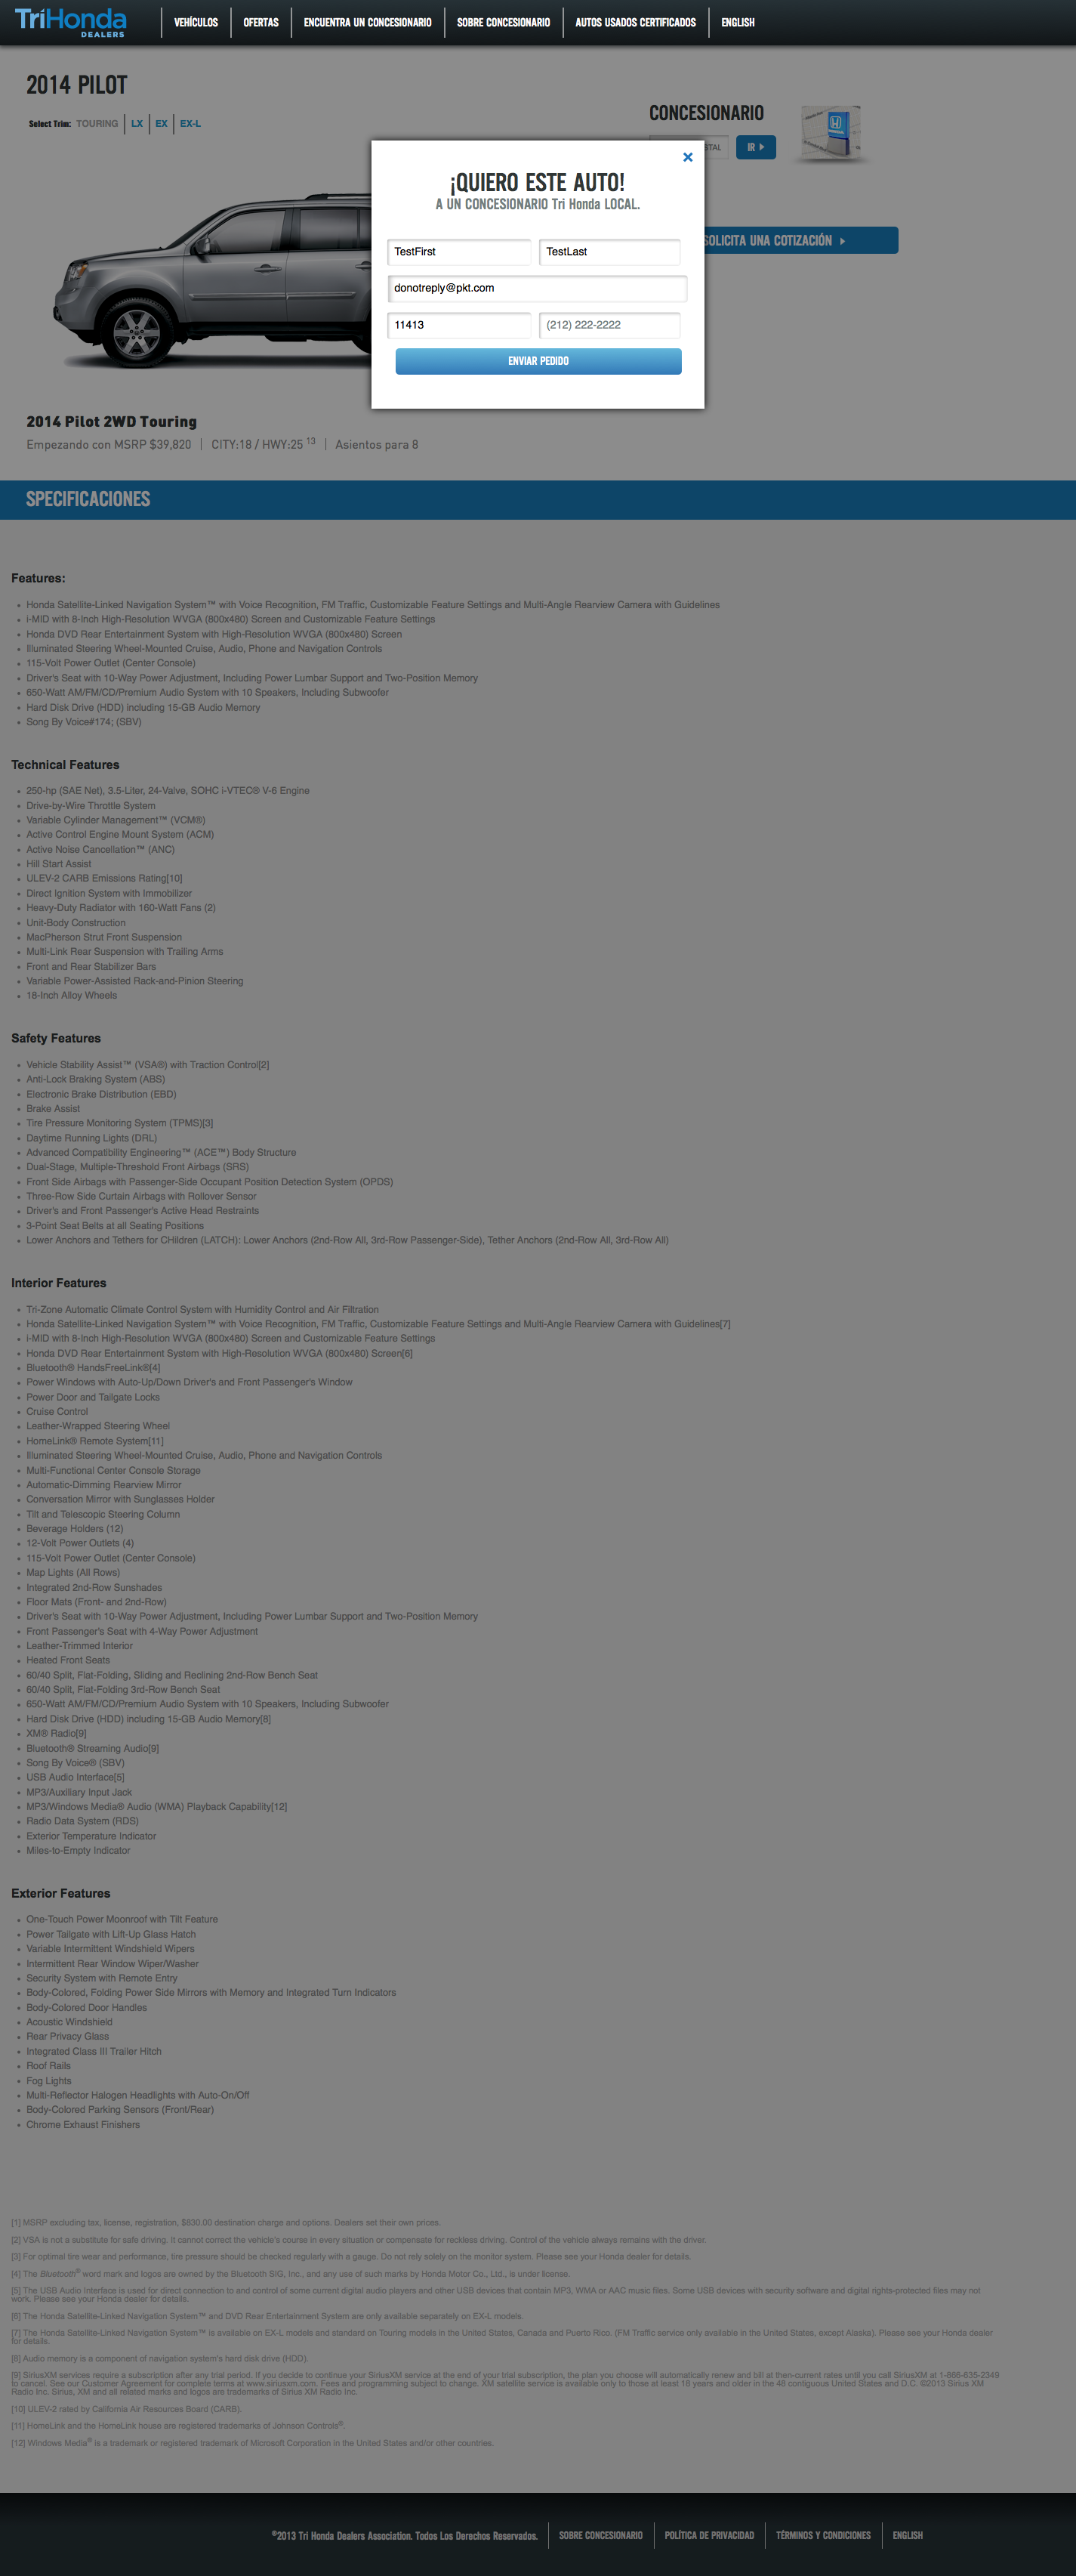 TriHonda
DEALERS
VEHÍCULOS
OFERTAS
ENCUENTRA UN CONCESIONARIO
SOBRE CONCESIONARIO
AUTOS USADOS CERTIFICADOS
ENGLISH
2014 PILOT
Select Trim: TOURING LX EX EX-L
CONCESIONARIO
IR
SOLICITA UNA COTIZACIÓN
¡QUIERO ESTE AUTO!
A UN CONCESIONARIO Tri Honda LOCAL.
TestFirst
TestLast
donotreply@pkt.com
11413
(212) 222-2222
ENVIAR PEDIDO
2014 Pilot 2WD Touring
Empezando con MSRP $39,820 | CITY:18 / HWY:25 13 | Asientos para 8
SPECIFICACIONES
Features:
Honda Satellite-Linked Navigation System™ with Voice Recognition, FM Traffic, Customizable Feature Settings and Multi-Angle Rearview Camera with Guidelines
i-MID with 8-Inch High-Resolution WVGA (800x480) Screen and Customizable Feature Settings
Honda DVD Rear Entertainment System with High-Resolution WVGA (800x480) Screen
Illuminated Steering Wheel-Mounted Cruise, Audio, Phone and Navigation Controls
115-Volt Power Outlet (Center Console)
Driver's Seat with 10-Way Power Adjustment, Including Power Lumbar Support and Two-Position Memory
650-Watt AM/FM/CD/Premium Audio System with 10 Speakers, Including Subwoofer
Hard Disk Drive (HDD) including 15-GB Audio Memory
Song By Voice#174; (SBV)
Technical Features
250-hp (SAE Net), 3.5-Liter, 24-Valve, SOHC i-VTEC® V-6 Engine
Drive-by-Wire Throttle System
Variable Cylinder Management™ (VCM®)
Active Control Engine Mount System (ACM)
Active Noise Cancellation™ (ANC)
Hill Start Assist
ULEV-2 CARB Emissions Rating[10]
Direct Ignition System with Immobilizer
Heavy-Duty Radiator with 160-Watt Fans (2)
Unit-Body Construction
MacPherson Strut Front Suspension
Multi-Link Rear Suspension with Trailing Arms
Front and Rear Stabilizer Bars
Variable Power-Assisted Rack-and-Pinion Steering
18-Inch Alloy Wheels
Safety Features
Vehicle Stability Assist™ (VSA®) with Traction Control[2]
Anti-Lock Braking System (ABS)
Electronic Brake Distribution (EBD)
Brake Assist
Tire Pressure Monitoring System (TPMS)[3]
Daytime Running Lights (DRL)
Advanced Compatibility Engineering™ (ACE™) Body Structure
Dual-Stage, Multiple-Threshold Front Airbags (SRS)
Front Side Airbags with Passenger-Side Occupant Position Detection System (OPDS)
Three-Row Side Curtain Airbags with Rollover Sensor
Driver's and Front Passenger's Active Head Restraints
3-Point Seat Belts at all Seating Positions
Lower Anchors and Tethers for CHildren (LATCH): Lower Anchors (2nd-Row All, 3rd-Row Passenger-Side), Tether Anchors (2nd-Row All, 3rd-Row All)
Interior Features
Tri-Zone Automatic Climate Control System with Humidity Control and Air Filtration
Honda Satellite-Linked Navigation System™ with Voice Recognition, FM Traffic, Customizable Feature Settings and Multi-Angle Rearview Camera with Guidelines[7]
i-MID with 8-Inch High-Resolution WVGA (800x480) Screen and Customizable Feature Settings
Honda DVD Rear Entertainment System with High-Resolution WVGA (800x480) Screen[6]
Bluetooth® HandsFreeLink®[4]
Power Windows with Auto-Up/Down Driver's and Front Passenger's Window
Power Door and Tailgate Locks
Cruise Control
Leather-Wrapped Steering Wheel
HomeLink® Remote System[11]
Illuminated Steering Wheel-Mounted Cruise, Audio, Phone and Navigation Controls
Multi-Functional Center Console Storage
Automatic-Dimming Rearview Mirror
Conversation Mirror with Sunglasses Holder
Tilt and Telescopic Steering Column
Beverage Holders (12)
12-Volt Power Outlets (4)
115-Volt Power Outlet (Center Console)
Map Lights (All Rows)
Integrated 2nd-Row Sunshades
Floor Mats (Front- and 2nd-Row)
Driver's Seat with 10-Way Power Adjustment, Including Power Lumbar Support and Two-Position Memory
Front Passenger's Seat with 4-Way Power Adjustment
Leather-Trimmed Interior
Heated Front Seats
60/40 Split, Flat-Folding, Sliding and Reclining 2nd-Row Bench Seat
60/40 Split, Flat-Folding 3rd-Row Bench Seat
650-Watt AM/FM/CD/Premium Audio System with 10 Speakers, Including Subwoofer
Hard Disk Drive (HDD) including 15-GB Audio Memory[8]
XM® Radio[9]
Bluetooth® Streaming Audio[9]
Song By Voice® (SBV)
USB Audio Interface[5]
MP3/Auxiliary Input Jack
MP3/Windows Media® Audio (WMA) Playback Capability[12]
Radio Data System (RDS)
Exterior Temperature Indicator
Miles-to-Empty Indicator
Exterior Features
One-Touch Power Moonroof with Tilt Feature
Power Tailgate with Lift-Up Glass Hatch
Variable Intermittent Windshield Wipers
Intermittent Rear Window Wiper/Washer
Security System with Remote Entry
Body-Colored, Folding Power Side Mirrors with Memory and Integrated Turn Indicators
Body-Colored Door Handles
Acoustic Windshield
Rear Privacy Glass
Integrated Class III Trailer Hitch
Roof Rails
Fog Lights
Multi-Reflector Halogen Headlights with Auto-On/Off
Body-Colored Parking Sensors (Front/Rear)
Chrome Exhaust Finishers
[1] MSRP excluding tax, license, registration, $830.00 destination charge and options. Dealers set their own prices.
[2] VSA is not a substitute for safe driving. It cannot correct the vehicle's course in every situation or compensate for reckless driving. Control of the vehicle always remains with the driver.
[3] For optimal tire wear and performance, tire pressure should be checked regularly with a gauge. Do not rely solely on the monitor system. Please see your Honda dealer for details.
[4] The Bluetooth® word mark and logos are owned by the Bluetooth SIG, Inc., and any use of such marks by Honda Motor Co., Ltd., is under license.
[5] The USB Audio Interface is used for direct connection to and control of some current digital audio players and other USB devices that contain MP3, WMA or AAC music files. Some USB devices with security software and digital rights-protected files may not
work. Please see your Honda dealer for details.
[6] The Honda Satellite-Linked Navigation System™ and DVD Rear Entertainment System are only available separately on EX-L models.
[7] The Honda Satellite-Linked Navigation System™ is available on EX-L models and standard on Touring models in the United States, Canada and Puerto Rico. (FM Traffic service only available in the United States, except Alaska). Please see your Honda dealer
for details.
[8] Audio memory is a component of navigation system's hard disk drive (HDD).
[9] SiriusXM services require a subscription after any trial period. If you decide to continue your SiriusXM service at the end of your trial subscription, the plan you choose will automatically renew and bill at then-current rates until you call SiriusXM at 1-866-635-2349
to cancel. See our Customer Agreement for complete terms at www.siriusxm.com. Fees and programming subject to change. XM satellite service is available only to those at least 18 years and older in the 48 contiguous United States and D.C. ©2013 Sirius XM
Radio Inc. Sirius, XM and all related marks and logos are trademarks of Sirius XM Radio Inc.
[10] ULEV-2 rated by California Air Resources Board (CARB).
[11] HomeLink and the HomeLink house are registered trademarks of Johnson Controls®.
[12] Windows Media® is a trademark or registered trademark of Microsoft Corporation in the United States and/or other countries.
©2013 Tri Honda Dealers Association. Todos Los Derechos Reservados.
SOBRE CONCESIONARIO
POLÍTICA DE PRIVACIDAD
TÉRMINOS Y CONDICIONES
ENGLISH